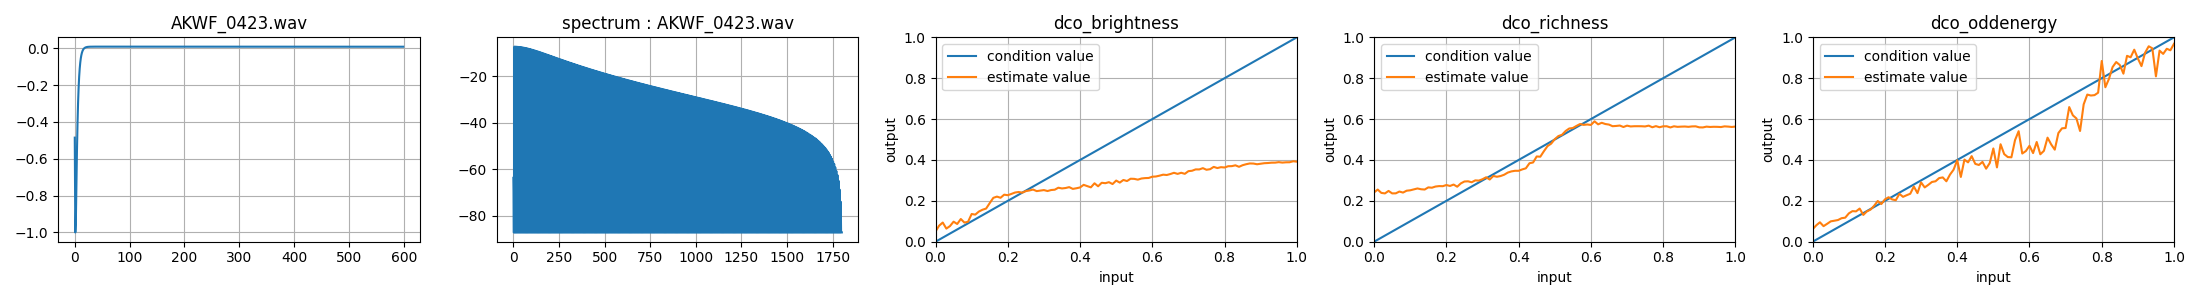 AKWF_0423.wav
0.0
−0.2
−0.4
−0.6
−0.8
−1.0
0 100 200 300 400 500 600
spectrum : AKWF_0423.wav
−20
−40
−60
−80
0 250 500 750 1000 1250 1500 1750
dco_brightness
condition value
estimate value
output
1.0
0.8
0.6
0.4
0.2
0.0
0.0 0.2 0.4 0.6 0.8 1.0
input
dco_richness
condition value
estimate value
output
1.0
0.8
0.6
0.4
0.2
0.0
0.0 0.2 0.4 0.6 0.8 1.0
input
dco_oddenergy
condition value
estimate value
output
1.0
0.8
0.6
0.4
0.2
0.0
0.0 0.2 0.4 0.6 0.8 1.0
input